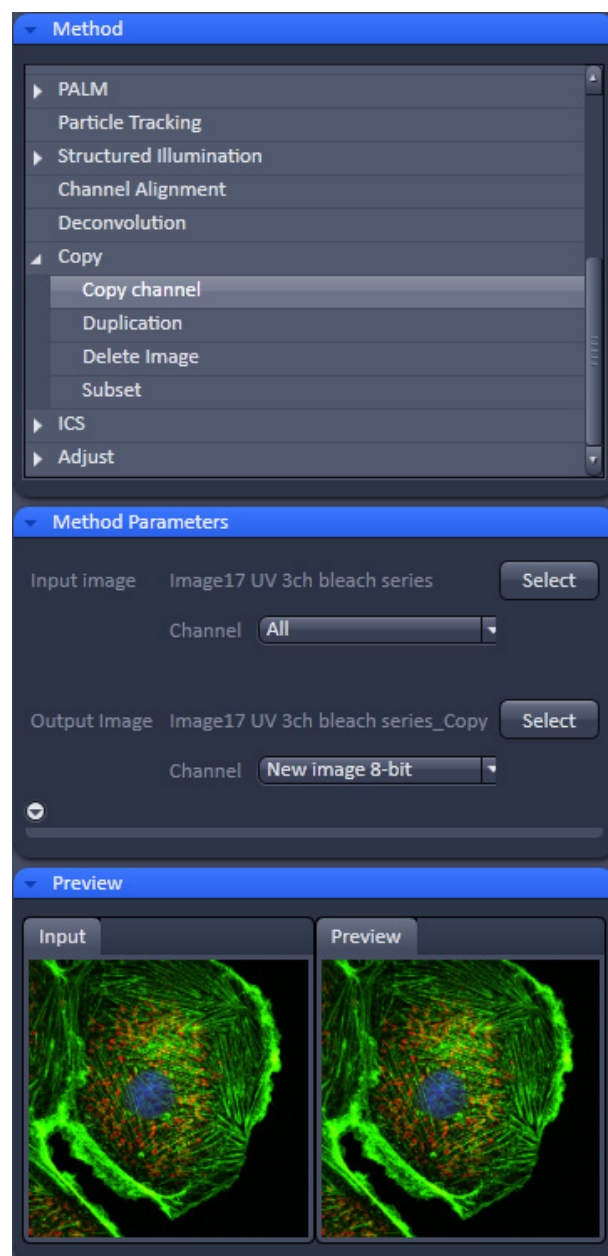 Method
PALM
Particle Tracking
Structured Illumination
Channel Alignment
Deconvolution
Copy
Copy channel
Duplication
Delete Image
Subset
ICS
Adjust
Method Parameters
Input image Image17 UV 3ch bleach series Select
Channel All
Output Image Image17 UV 3ch bleach series_Copy Select
Channel New image 8-bit
Preview
Input Preview